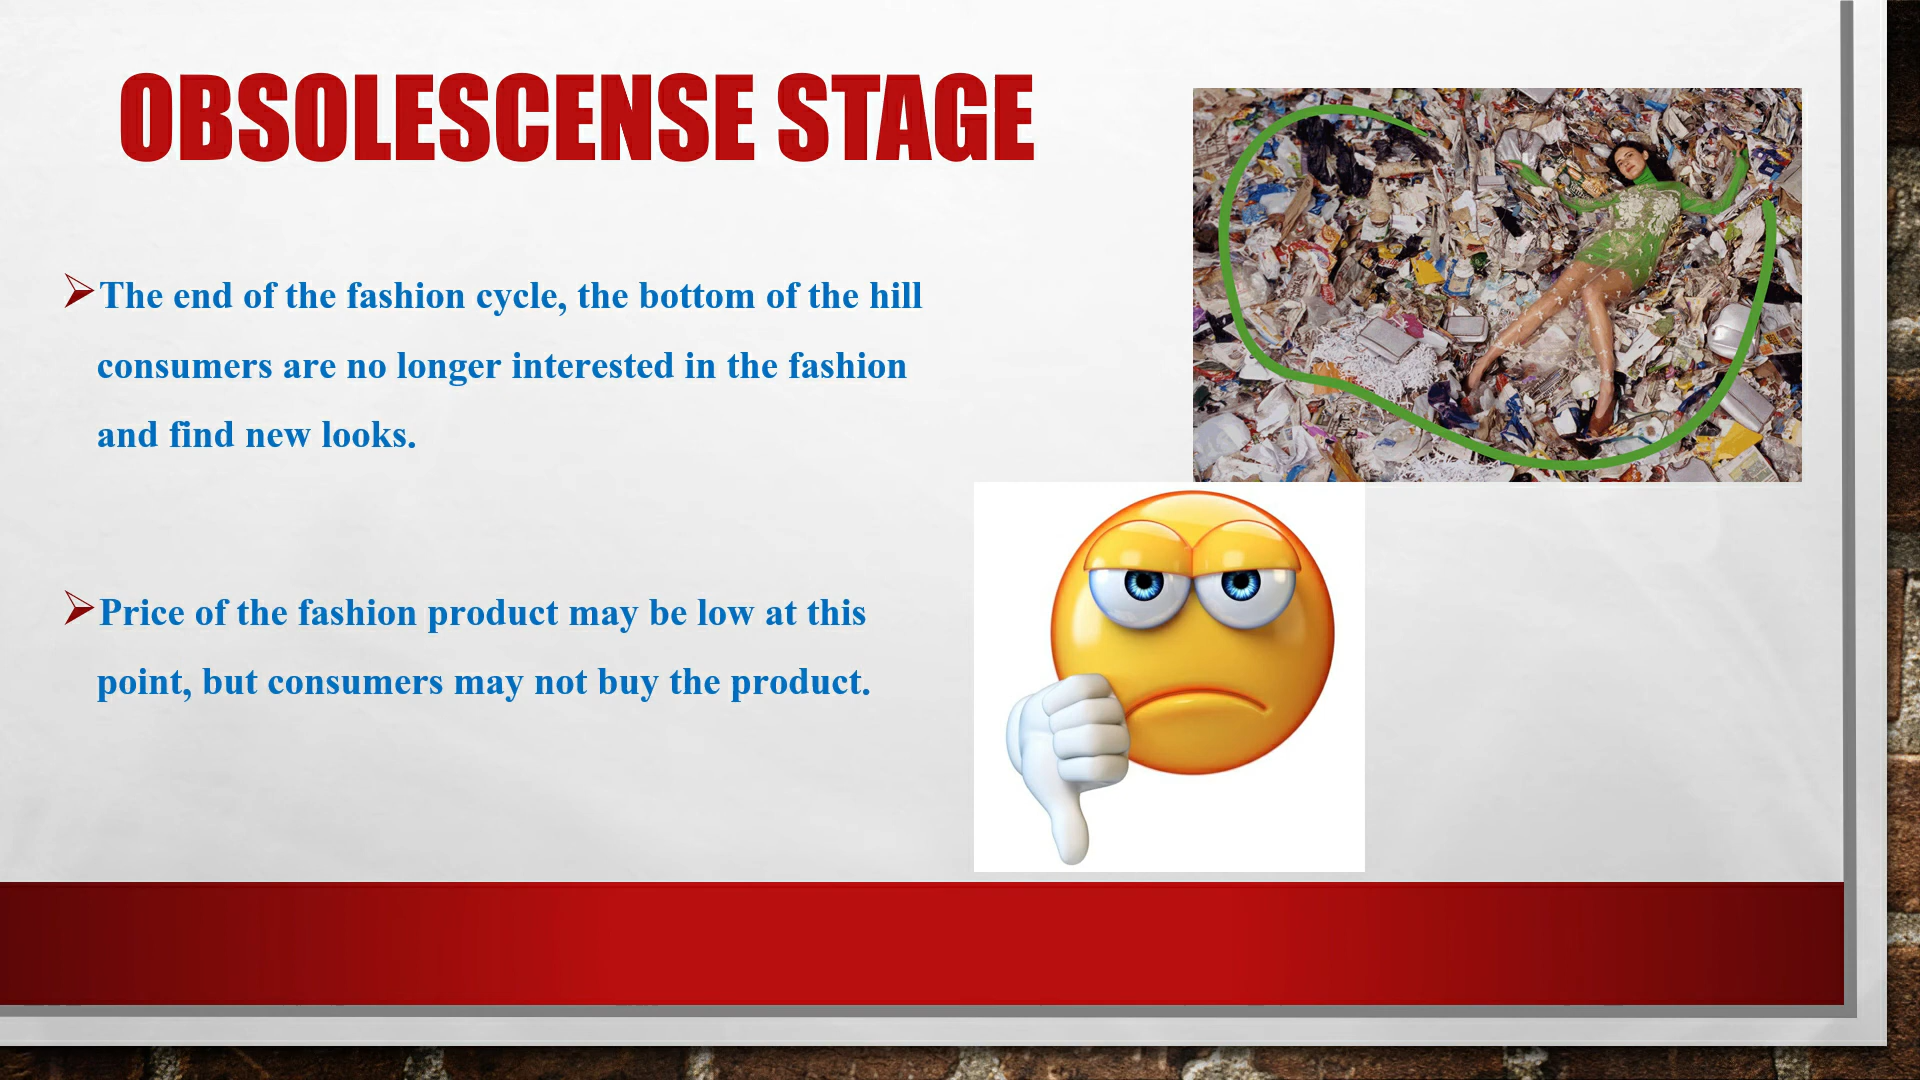 OBSOLESCENSE STAGE
The end of the fashion cycle, the bottom of the hill
consumers are no longer interested in the fashion
and find new looks.
Price of the fashion product may be low at this
point, but consumers may not buy the product.